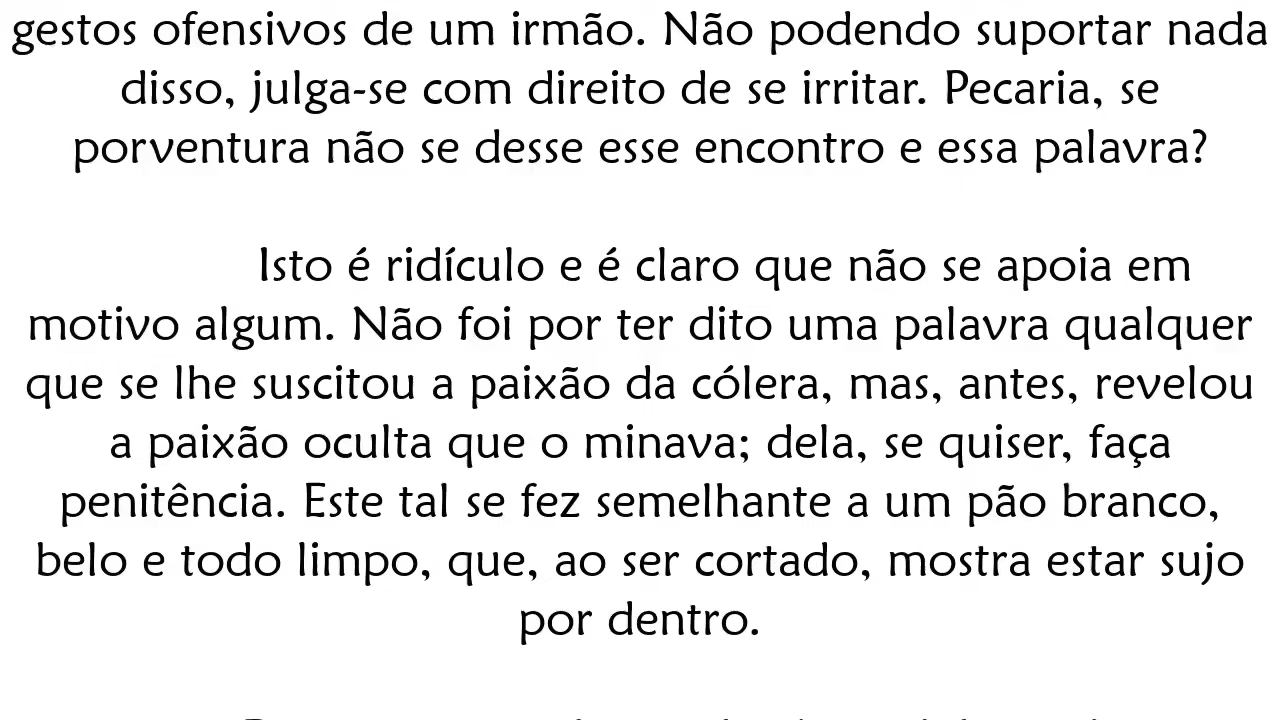 gestos ofensivos de um irmão. Não podendo suportar nada
disso, julga-se com direito de se irritar. Pecaria, se
porventura não se desse esse encontro e essa palavra?
Isto é ridículo e é claro que não se apoia em
motivo algum. Não foi por ter dito uma palavra qualquer
que se lhe suscitou a paixão da cólera, mas, antes, revelou
a paixão oculta que o minava; dela, se quiser, faça
penitência. Este tal se fez semelhante a um pão branco,
belo e todo limpo, que, ao ser cortado, mostra estar sujo
por dentro.